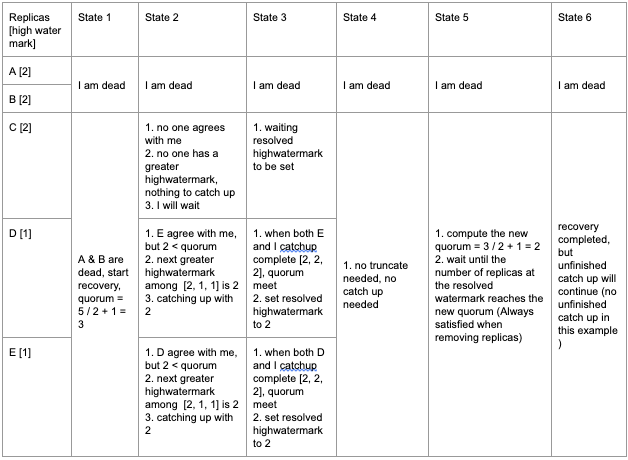 Replicas
[high water
mark]
State 1
State 2
State 3
State 4
State 5
State 6
A [2]
I am dead
I am dead
I am dead
I am dead
I am dead
I am dead
B [2]
C [2]
A & B are
dead, start
recovery,
quorum =
5 / 2 + 1 =
3
1. no one agrees
with me
2. no one has a
greater
highwatermark,
nothing to catch up
3. I will wait
1. waiting
resolved
highwatermark
to be set
1. no truncate
needed, no
catch up
needed
1. compute the new
quorum = 3 / 2 + 1 = 2
2. wait until the
number of replicas at
the resolved
watermark reaches the
new quorum (Always
satisfied when
removing replicas)
recovery
completed,
but
unfinished
catch up will
continue (no
unfinished
catch up in
this example
)
D [1]
1. E agree with me,
but 2 < quorum
2. next greater
highwatermark
among  [2, 1, 1] is 2
3. catching up with
2
1. when both E
and I catchup
complete [2, 2,
2], quorum
meet
2. set resolved
highwatermark
to 2
E [1]
1. D agree with me,
but 2 < quorum
2. next greater
highwatermark
among  [2, 1, 1] is 2
3. catching up with
2
1. when both D
and I catchup
complete [2, 2,
2], quorum
meet
2. set resolved
highwatermark
to 2